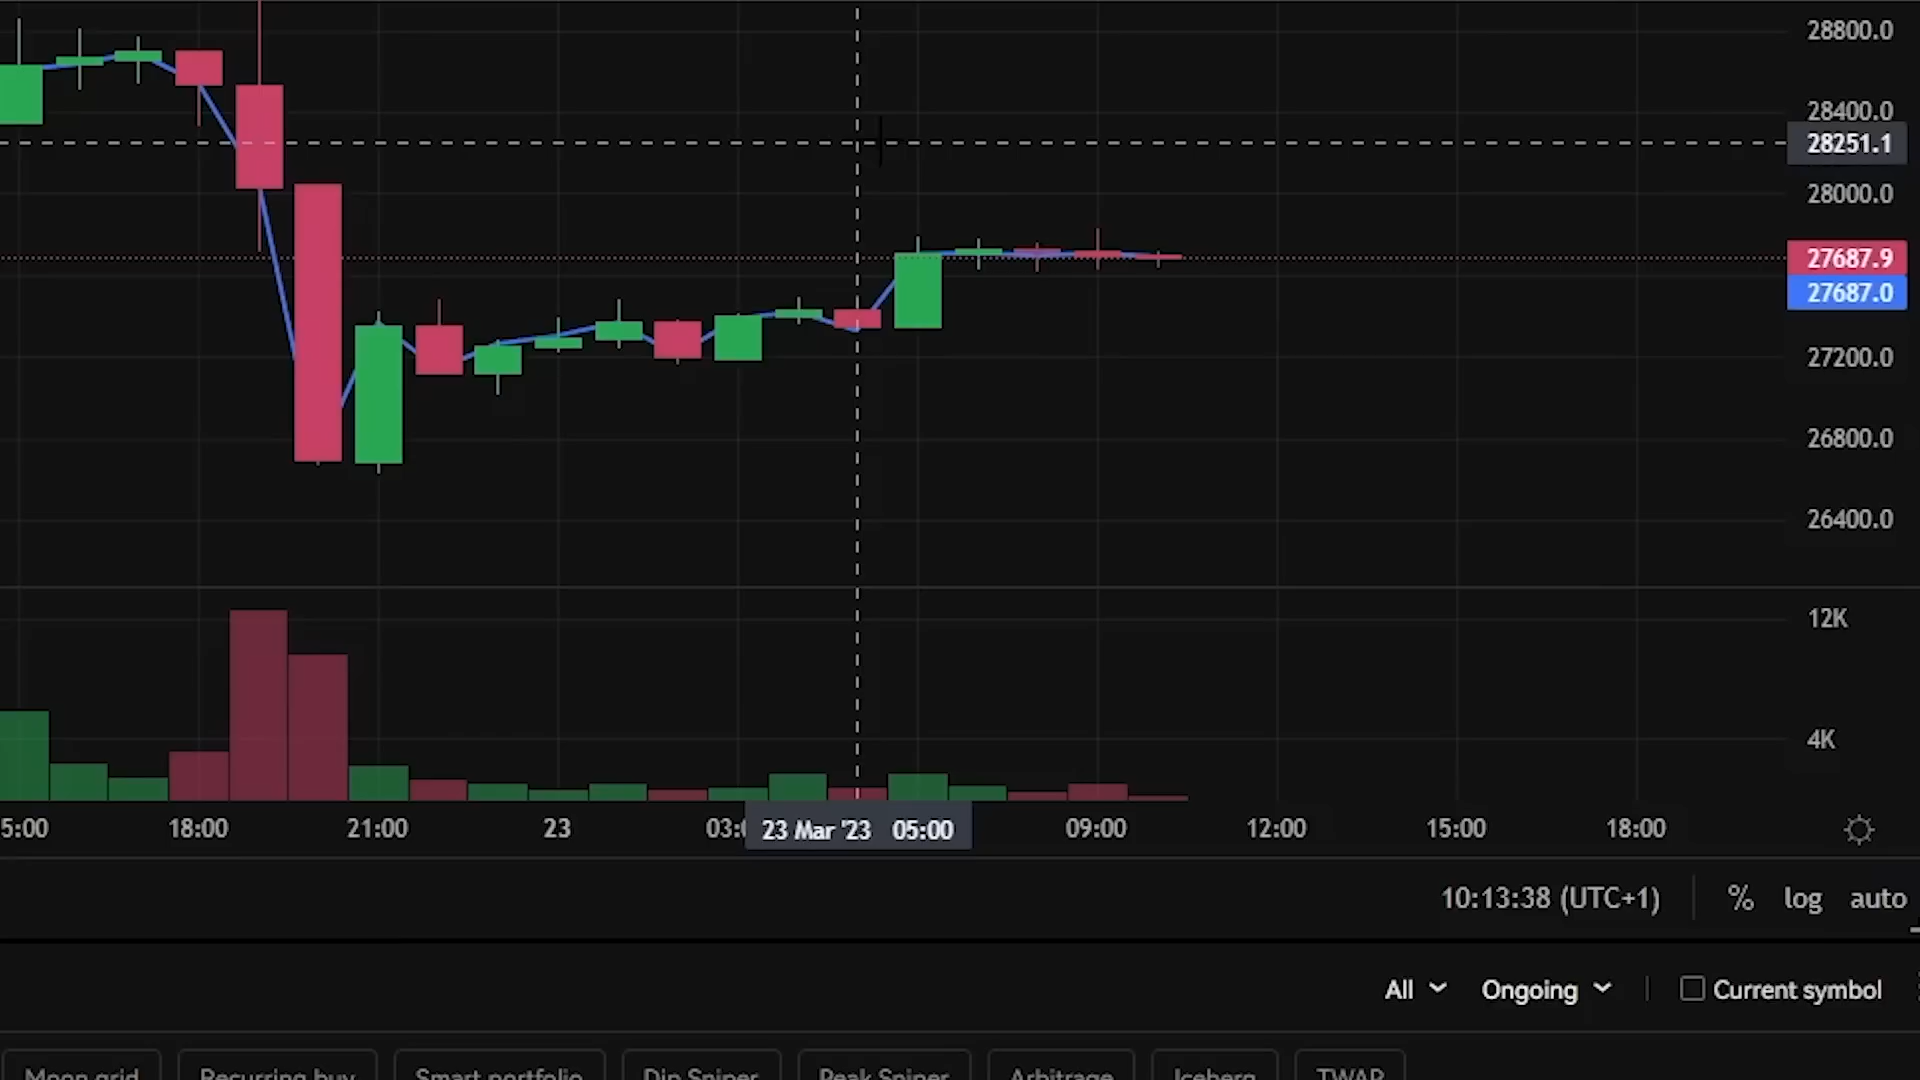 28800.0
28400.0
28251.1
28000.0
27687.9
27687.0
27200.0
26800.0
26400.0
12K
4K
5:00 18:00 21:00 23 03:0 23 Mar '23 05:00 09:00 12:00 15:00 18:00
10:13:38 (UTC+1) % log auto
All Ongoing Current symbol
Moon grid Recurring buy Smart portfolio Dip Sniper Peak Sniper Arbitrage Iceberg TWAP